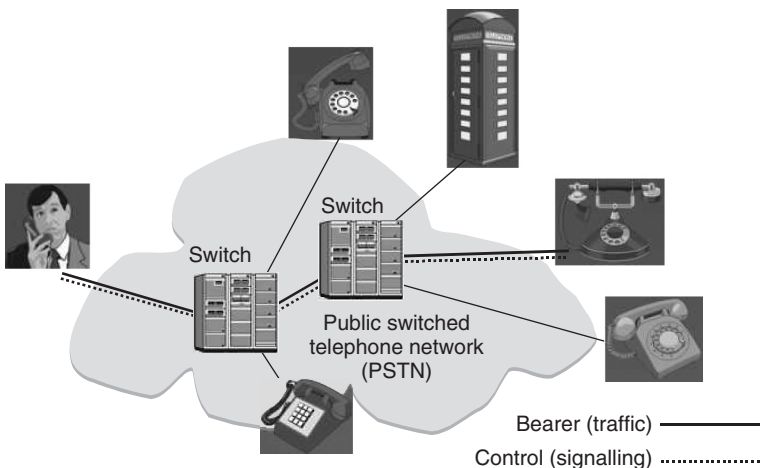 Switch
Switch
Public switched
telephone network
(PSTN)
Bearer (traffic)
Control (signalling)